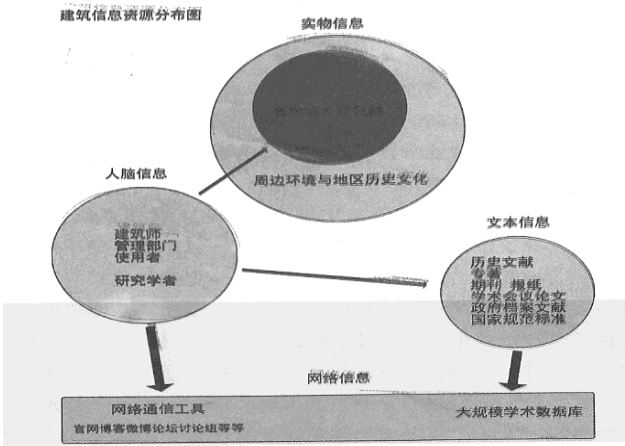 建筑信息资源分布图
实物信息
周边环境与地区历史文化
人脑信息
建筑师
管理部门
使用者
研究学者
文本信息
历史文献
专著
期刊 报纸
学术会议论文
政府档案文献
国家规范标准
网络信息
网络通信工具
官网博客微博论坛讨论组等等
大规模学术数据库